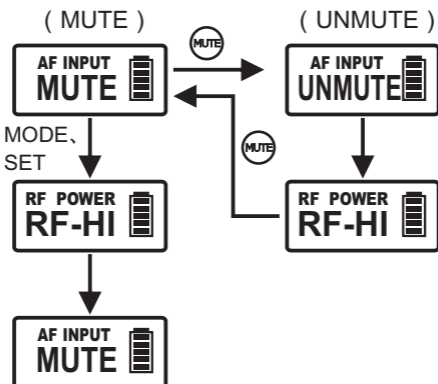 ( MUTE )
( UNMUTE )
AF INPUT
MUTE
MUTE
AF INPUT
UNMUTE
MODE、
SET
MUTE
RF POWER
RF-HI
RF POWER
RF-HI
AF INPUT
MUTE